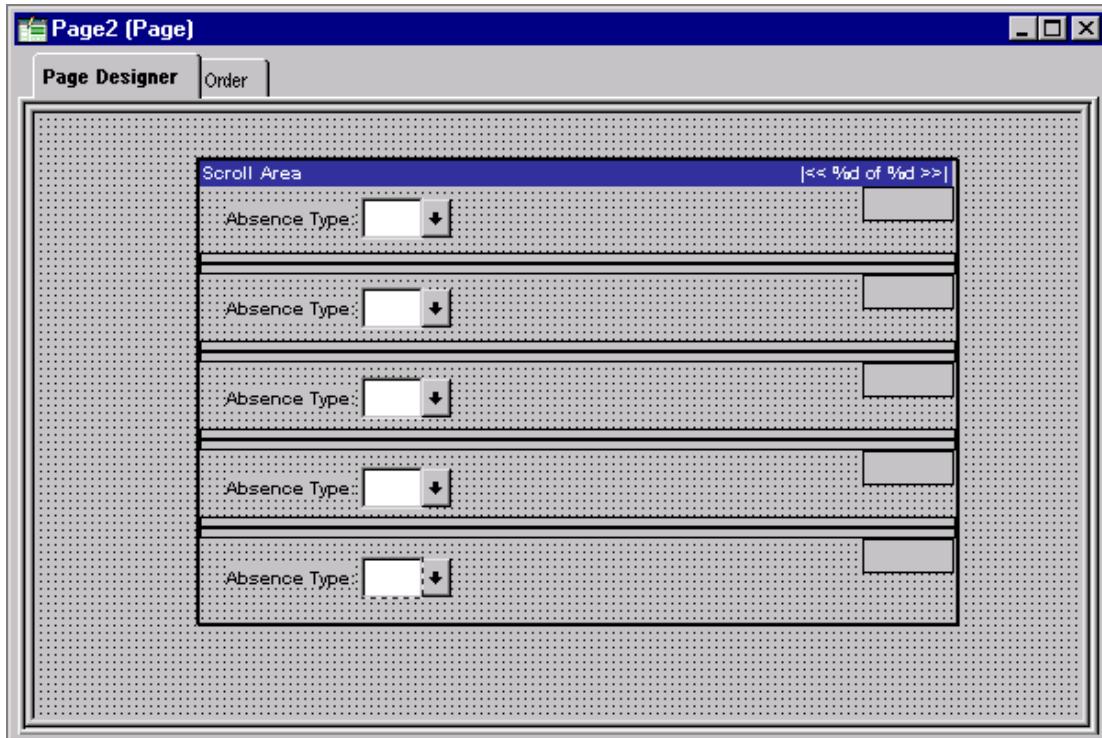 Page2 (Page)
Page Designer
Order
Scroll Area
|<< %d of %d >>|
Absence Type:
Absence Type:
Absence Type:
Absence Type:
Absence Type: